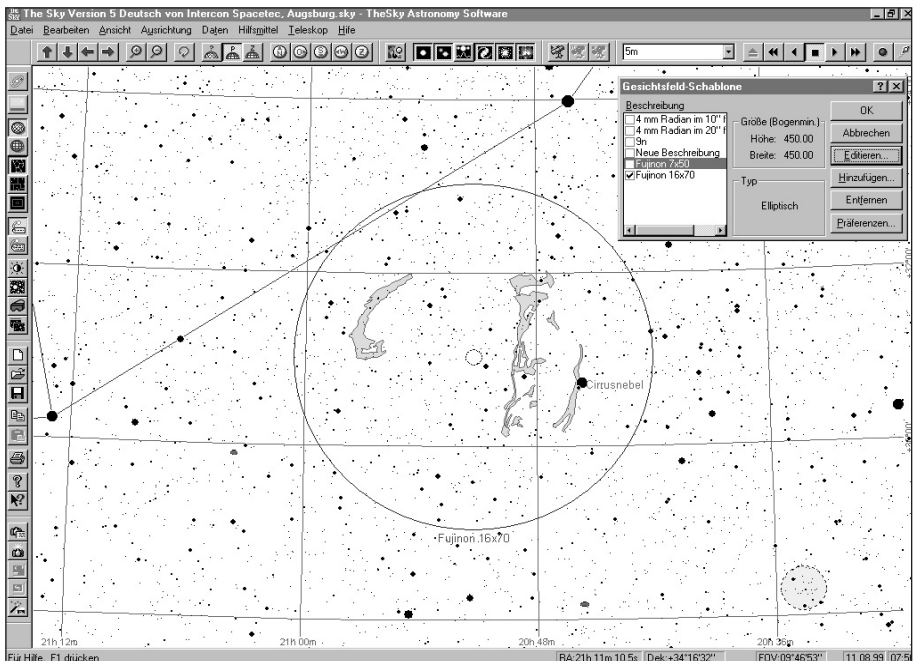 The Sky Version 5 Deutsch von Intercon Spacetec, Augsburg.sky - TheSky Astronomy Software
Datei Bearbeiten Ansicht Ausrichtung Daten Hilfsmittel Teleskop Hilfe
N O S W Z
5m
Gesichtsfeld-Schablone
Beschreibung
4 mm Radian im 10" f
4 mm Radian im 20" f
9n
Neue Beschreibung
Fujinon 7x50
Fujinon 16x70
Größe (Bogenmin.)
Höhe: 450.00
Breite: 450.00
Typ
Elliptisch
OK
Abbrechen
Editieren...
Hinzufügen...
Entfernen
Präferenzen...
Cirrusnebel
Fujinon 16x70
21h 12m 21h 00m 20h 48m 20h 36m
Für Hilfe, F1 drücken RA:21h 11m 10.5s Dek:+34°16'32" FOV:09°46'53" 11.08.99 07:50